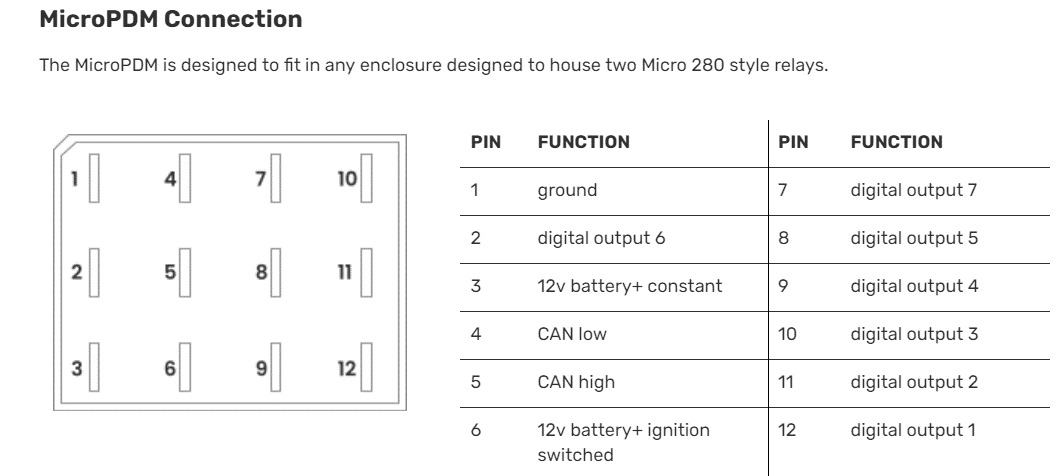 MicroPDM Connection
The MicroPDM is designed to fit in any enclosure designed to house two Micro 280 style relays.
1 4 7 10
2 5 8 11
3 6 9 12
PIN FUNCTION PIN FUNCTION
1 ground 7 digital output 7
2 digital output 6 8 digital output 5
3 12v battery+ constant 9 digital output 4
4 CAN low 10 digital output 3
5 CAN high 11 digital output 2
6 12v battery+ ignition 12 digital output 1
switched